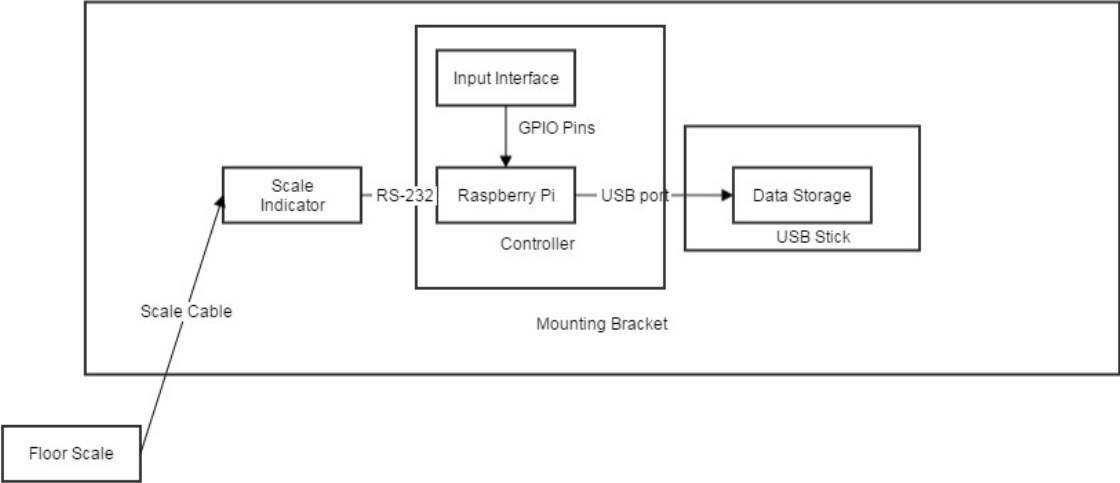 Input Interface
GPIO Pins
Scale
Indicator
RS-232
Raspberry Pi
USB port
Data Storage
USB Stick
Controller
Scale Cable
Mounting Bracket
Floor Scale